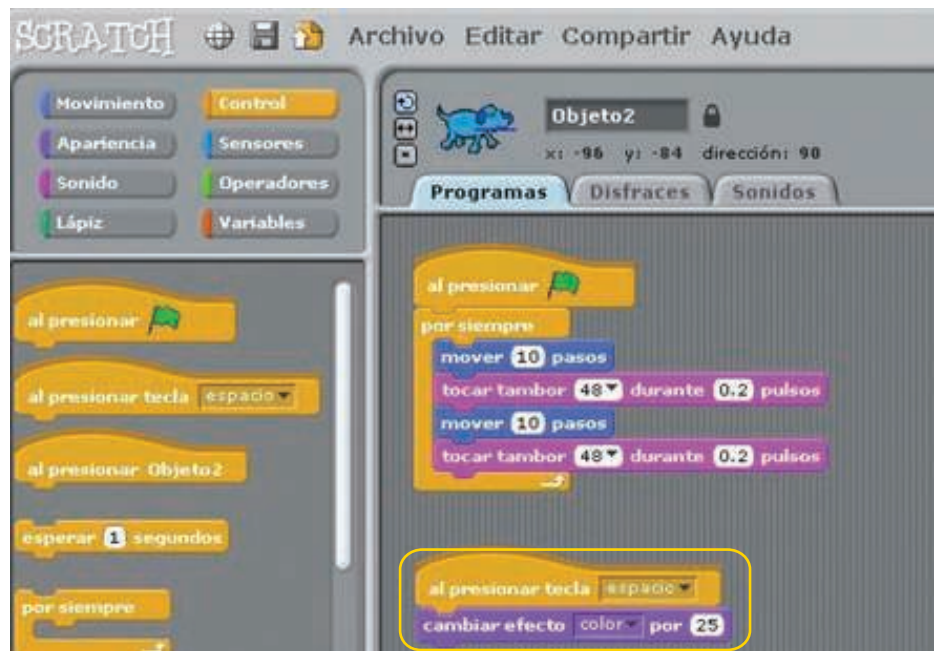 SCRATCH Archivo Editar Compartir Ayuda
Movimiento Control
Apariencia Sensores
Sonido Operadores
Lápiz Variables
al presionar
al presionar tecla espacio
al presionar Objeto2
esperar 1 segundos
por siempre
Objeto2
x: -96 y: -84 dirección: 90
Programas Disfraces Sonidos
al presionar
por siempre
mover 10 pasos
tocar tambor 48 durante 0.2 pulsos
mover 10 pasos
tocar tambor 48 durante 0.2 pulsos
al presionar tecla espacio
cambiar efecto color por 25